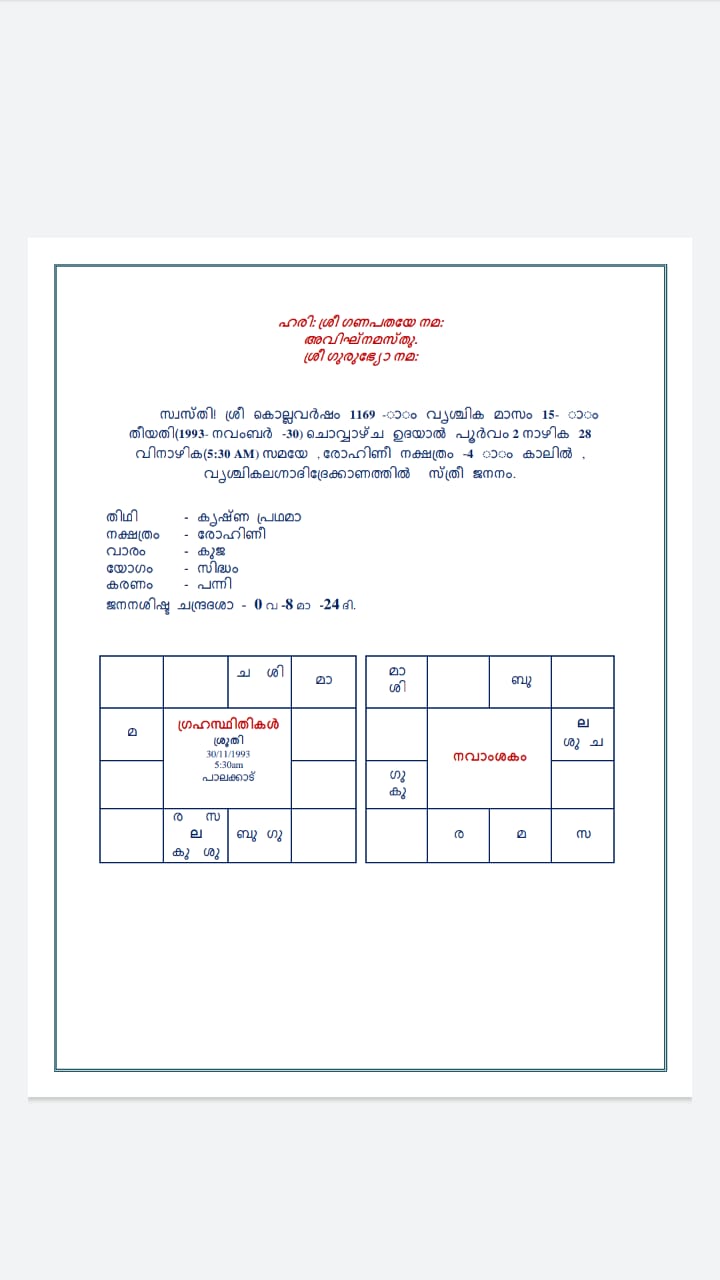 ഹരി: ശ്രീ ഗണപതയേ നമ:
അവിഘ്നമസ്തു.
ശ്രീ ഗുരുഭ്യോ നമ:
സ്വസ്തി! ശ്രീ കൊല്ലവർഷം 1169 -ാം വൃശ്ചിക മാസം 15- ാം
തീയതി(1993- നവംബർ -30) ചൊവ്വാഴ്ച ഉദയാൽ പൂർവം 2 നാഴിക 28
വിനാഴിക(5:30 AM) സമയേ , രോഹിണീ നക്ഷത്രം -4 ാം കാലിൽ ,
വൃശ്ചികലഗ്നാദിദ്രേക്കാണത്തിൽ സ്ത്രീ ജനനം.
തിഥി - കൃഷ്ണ പ്രഥമാ
നക്ഷത്രം - രോഹിണീ
വാരം - കുജ
യോഗം - സിദ്ധം
കരണം - പന്നി
ജനനശിഷ്ട ചന്ദ്രദശാ - 0 വ -8 മാ -24 ദി.
ച ശി
മാ
മ
ഗ്രഹസ്ഥിതികൾ
ശ്രുതി
30/11/1993
5:30am
പാലക്കാട്
ര സ
ല
കു ശു
ബു ഗു
മാ
ശി
ബു
ല
ശു ച
നവാംശകം
ഗു
കു
ര
മ
സ